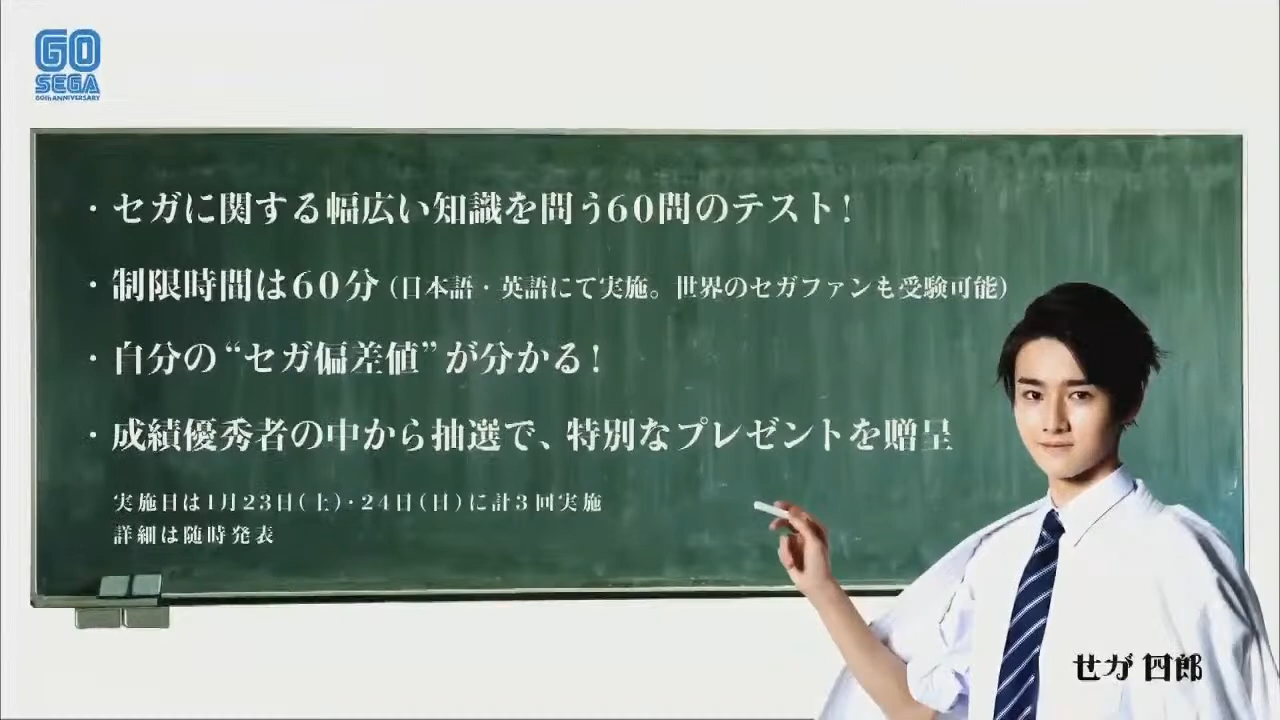 GO
SEGA
60th ANNIVERSARY
・セガに関する幅広い知識を問う60問のテスト！
・制限時間は60分（日本語・英語にて実施。世界のセガファンも受験可能）
・自分の“セガ偏差値”が分かる！
・成績優秀者の中から抽選で、特別なプレゼントを贈呈
実施日は1月23日（土）・24日（日）に計3回実施
詳細は随時発表
せが 四郎